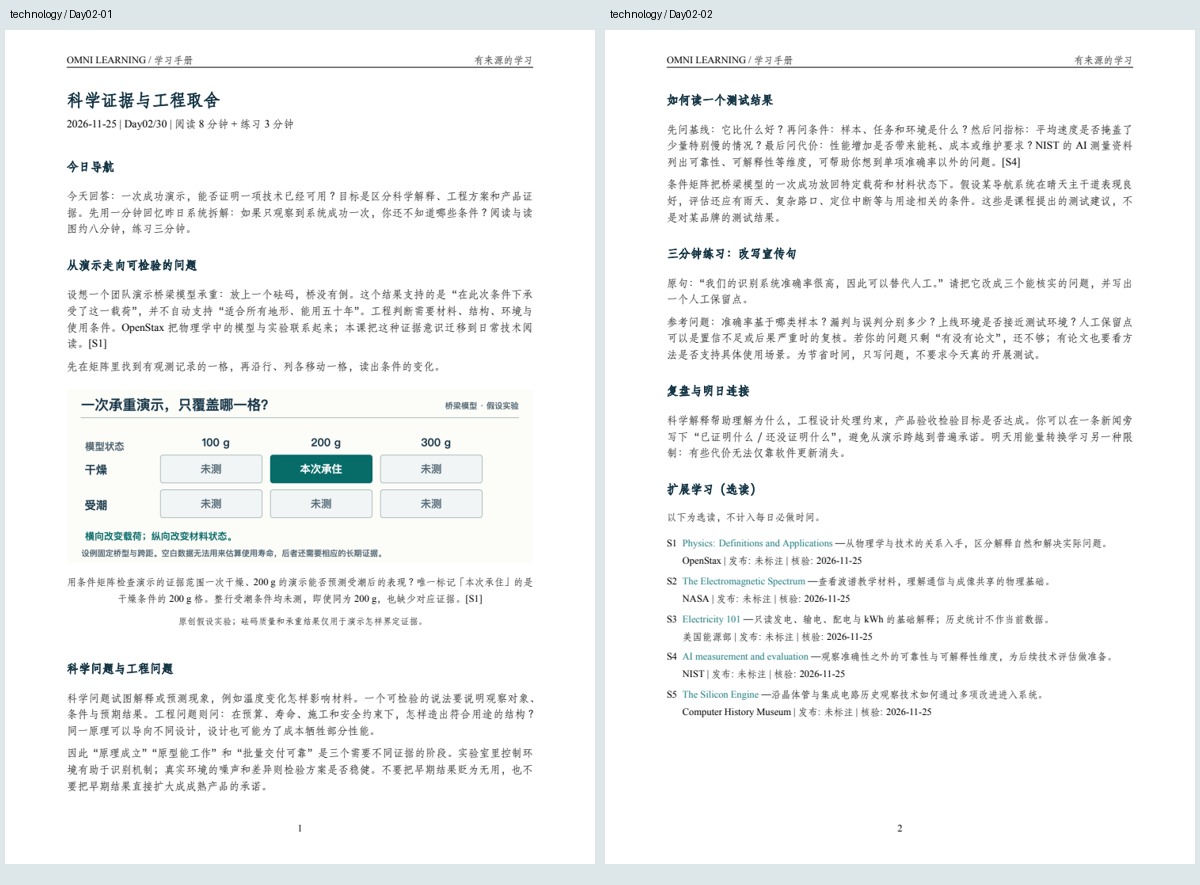 technology / Day02-01
OMNI LEARNING / 学习手册
有来源的学习
科学证据与工程取舍
2026-11-25 | Day02/30 | 阅读 8 分钟 + 练习 3 分钟
今日导航
今天回答：一次成功演示，能否证明一项技术已经可用？目标是区分科学解释、工程方案和产品证
据。先用一分钟回忆昨日系统拆解：如果只观察到系统成功一次，你还不知道哪些条件？阅读与读
图约八分钟，练习三分钟。
从演示走向可检验的问题
设想一个团队演示桥梁模型承重：放上一个砝码，桥没有倒。这个结果支持的是“在此次条件下承
受了这一载荷”，并不自动支持“适合所有地形、能用五十年”。工程判断需要材料、结构、环境与
使用条件。OpenStax 把物理学中的模型与实验联系起来；本课把这种证据意识迁移到日常技术阅
读。[S1]
先在矩阵里找到有观测记录的一格，再沿行、列各移动一格，读出条件的变化。
一次承重演示，只覆盖哪一格？
桥梁模型 · 假设实验
模型状态 100 g 200 g 300 g
干燥 未测 本次承住 未测
受潮 未测 未测 未测
横向改变载荷；纵向改变材料状态。
设例固定桥型与跨距。空白数据无法用来估算使用寿命，后者还需要相应的长期证据。
用条件矩阵检查演示的证据范围一次干燥、200 g 的演示能否预测受潮后的表现？唯一标记「本次承住」的是
干燥条件的 200 g 格。整行受潮条件均未测，即使同为 200 g，也缺少对应证据。[S1]
原创假设实验；砝码质量和承重结果仅用于演示怎样界定证据。
科学问题与工程问题
科学问题试图解释或预测现象，例如温度变化怎样影响材料。一个可检验的说法要说明观察对象、
条件与预期结果。工程问题则问：在预算、寿命、施工和安全约束下，怎样造出符合用途的结构？
同一原理可以导向不同设计，设计也可能为了成本牺牲部分性能。
因此“原理成立”“原型能工作”和“批量交付可靠”是三个需要不同证据的阶段。实验室里控制环
境有助于识别机制；真实环境的噪声和差异则检验方案是否稳健。不要把早期结果贬为无用，也不
要把早期结果直接扩大成成熟产品的承诺。
1
technology / Day02-02
OMNI LEARNING / 学习手册
有来源的学习
如何读一个测试结果
先问基线：它比什么好？再问条件：样本、任务和环境是什么？然后问指标：平均速度是否掩盖了
少量特别慢的情况？最后问代价：性能增加是否带来能耗、成本或维护要求？NIST 的 AI 测量资料
列出可靠性、可解释性等维度，可帮助你想到单项准确率以外的问题。[S4]
条件矩阵把桥梁模型的一次成功放回特定载荷和材料状态下。假设某导航系统在晴天主干道表现良
好，评估还应有雨天、复杂路口、定位中断等与用途相关的条件。这些是课程提出的测试建议，不
是对某品牌的测试结果。
三分钟练习：改写宣传句
原句：“我们的识别系统准确率很高，因此可以替代人工。”请把它改成三个能核实的问题，并写出
一个人工保留点。
参考问题：准确率基于哪类样本？漏判与误判分别多少？上线环境是否接近测试环境？人工保留点
可以是置信不足或后果严重时的复核。若你的问题只剩“有没有论文”，还不够；有论文也要看方
法是否支持具体使用场景。为节省时间，只写问题，不要求今天真的开展测试。
复盘与明日连接
科学解释帮助理解为什么，工程设计处理约束，产品验收检验目标是否达成。你可以在一条新闻旁
写下“已证明什么 / 还没证明什么”，避免从演示跨越到普遍承诺。明天用能量转换学习另一种限
制：有些代价无法仅靠软件更新消失。
扩展学习（选读）
以下为选读，不计入每日必做时间。
S1 Physics: Definitions and Applications —从物理学与技术的关系入手，区分解释自然和解决实际问题。
OpenStax | 发布: 未标注 | 核验: 2026-11-25
S2 The Electromagnetic Spectrum —查看波谱教学材料，理解通信与成像共享的物理基础。
NASA | 发布: 未标注 | 核验: 2026-11-25
S3 Electricity 101 —只读发电、输电、配电与 kWh 的基础解释；历史统计不作当前数据。
美国能源部 | 发布: 未标注 | 核验: 2026-11-25
S4 AI measurement and evaluation —观察准确性之外的可靠性与可解释性维度，为后续技术评估做准备。
NIST | 发布: 未标注 | 核验: 2026-11-25
S5 The Silicon Engine —沿晶体管与集成电路历史观察技术如何通过多项改进进入系统。
Computer History Museum | 发布: 未标注 | 核验: 2026-11-25
2